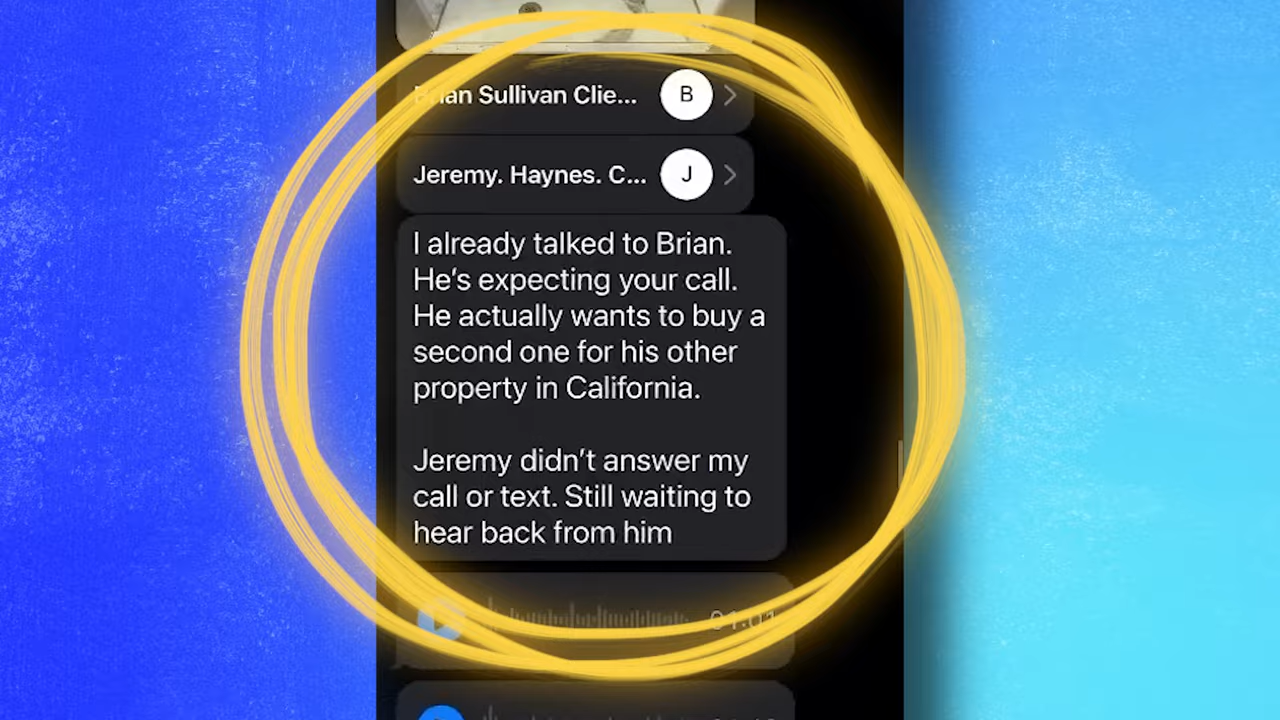 Brian Sullivan Clie...
B
Jeremy. Haynes. C...
J
I already talked to Brian.
He's expecting your call.
He actually wants to buy a
second one for his other
property in California.
Jeremy didn't answer my
call or text. Still waiting to
hear back from him
01:01